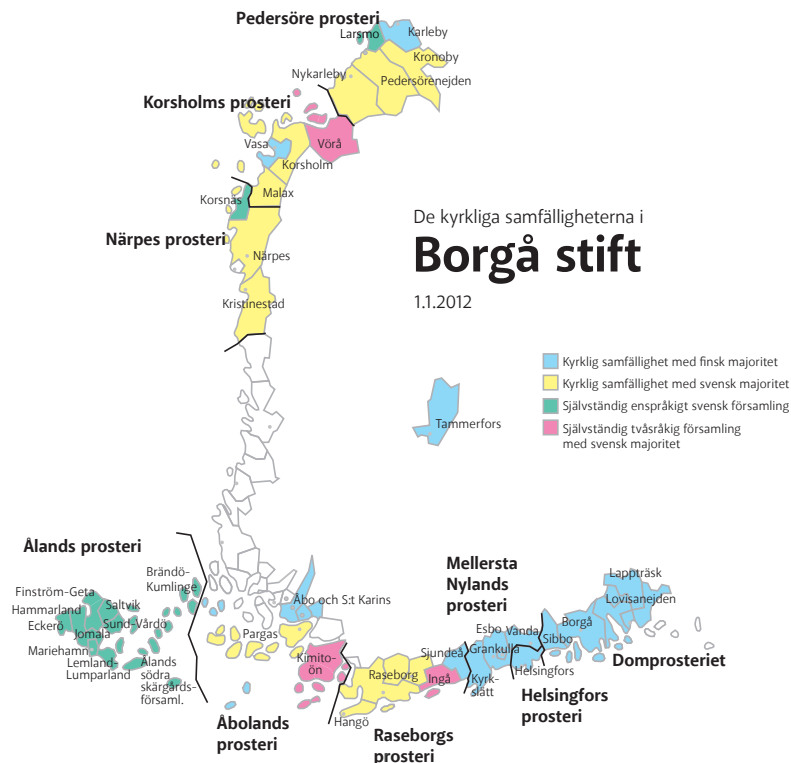 Pedersöre prosteri
Larsmo
Karleby
Kronoby
Nykarleby
Pedersörenejden
Korsholms prosteri
Vasa
Vörå
Korsholm
Malax
Korsnäs
Närpes prosteri
Närpes
Kristinestad
De kyrkliga samfälligheterna i
Borgå stift
1.1.2012
Kyrklig samfällighet med finsk majoritet
Kyrklig samfällighet med svensk majoritet
Självständig enspråkigt svensk församling
Självständig tvåsråkig församling
med svensk majoritet
Tammerfors
Ålands prosteri
Brändö-
Kumlinge
Finström-Geta
Hammarland
Saltvik
Eckerö
Sund-Vårdö
Jomala
Mariehamn
Lemland-
Lumparland
Ålands
södra
skärgårds-
församl.
Åbo och S:t Karins
Pargas
Kimito-
ön
Åbolands
prosteri
Hangö
Raseborg
Ingå
Raseborgs
prosteri
Mellersta
Nylands
prosteri
Sjundeå
Kyrk-
slätt
Esbo
Vanda
Grankulla
Helsingfors
Helsingfors
prosteri
Sibbo
Borgå
Lappträsk
Lovisanejden
Domprosteriet